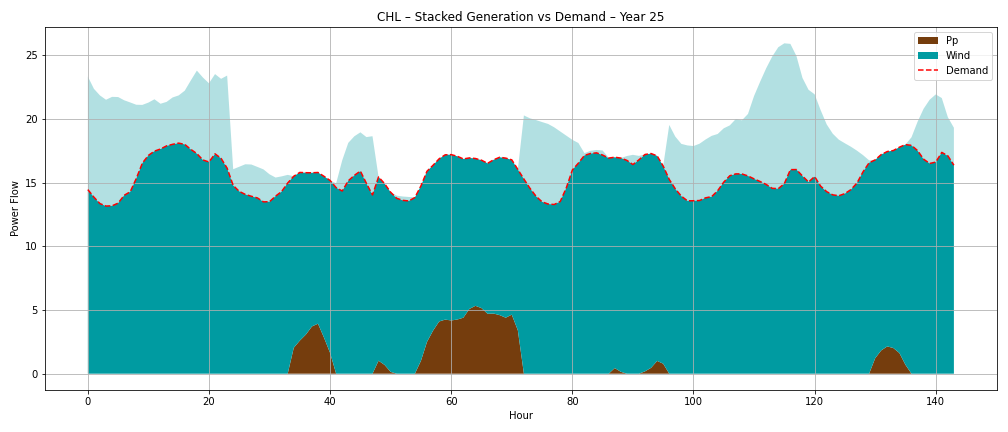 CHL – Stacked Generation vs Demand – Year 25
Pp
Wind
Demand
Power Flow
25
20
15
10
5
0
0 20 40 60 80 100 120 140
Hour